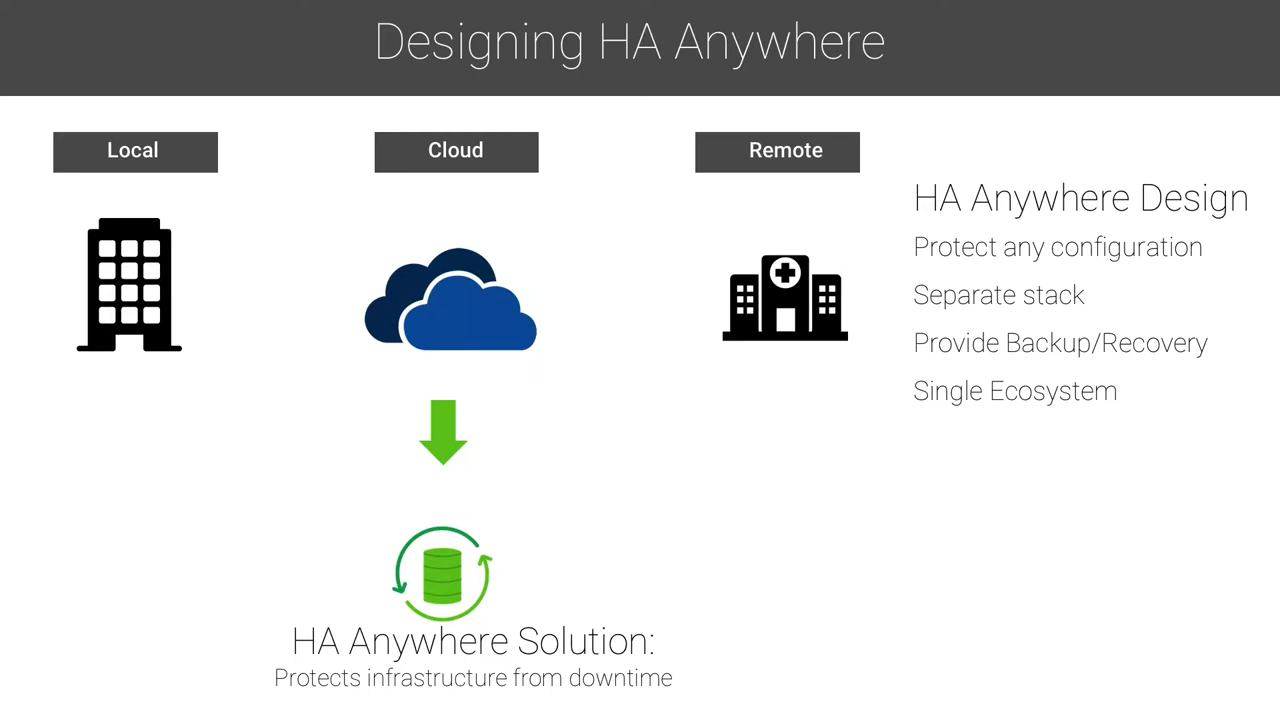 Designing HA Anywhere
Local
Cloud
Remote
HA Anywhere Design
Protect any configuration
Separate stack
Provide Backup/Recovery
Single Ecosystem
HA Anywhere Solution:
Protects infrastructure from downtime